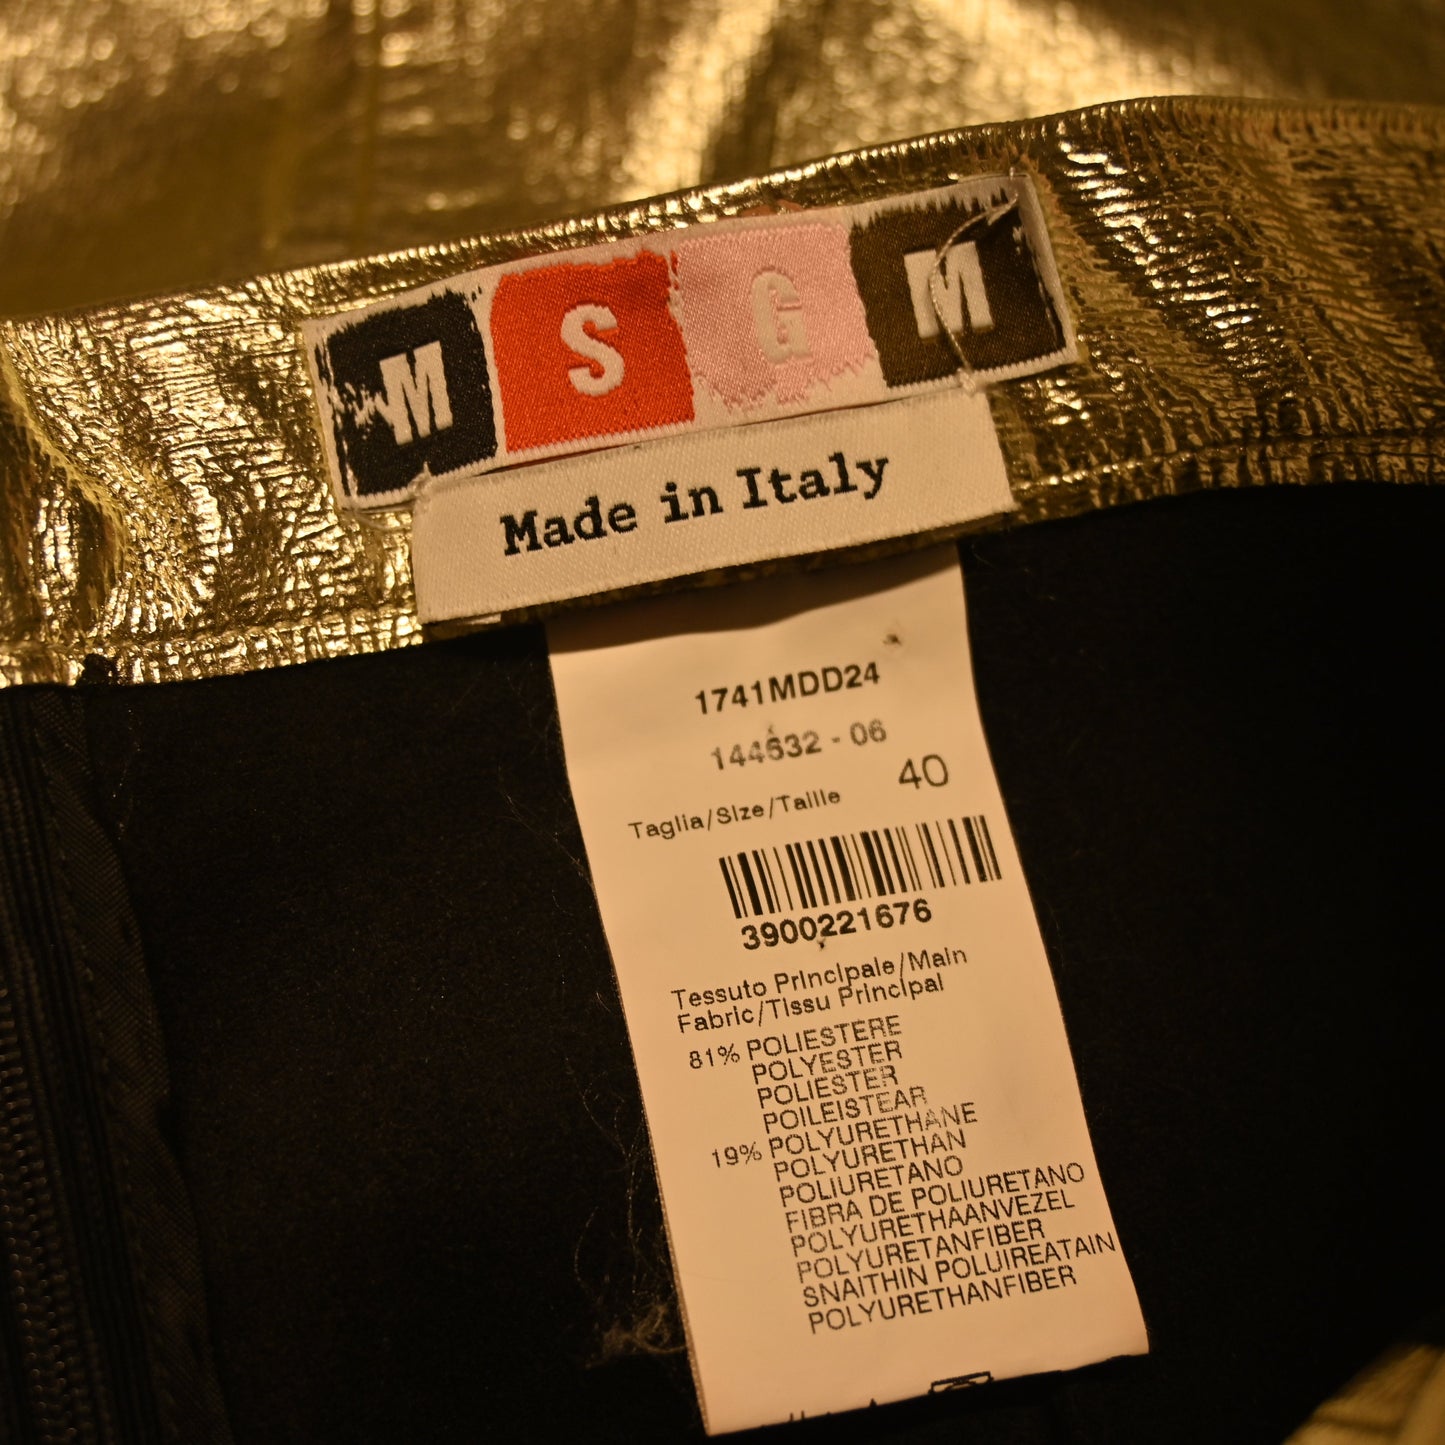 MSGM
Made in Italy
1741MDD24
144632 - 06
Taglia/Size/Taille 40
3900221676
Tessuto Principale/Main
Fabric/Tissu Principal
81% POLIESTERE
POLYESTER
POLIESTER
POILEISTEAR
19% POLYURETHANE
POLYURETHAN
POLIURETANO
FIBRA DE POLIURETANO
POLYURETHAANVEZEL
POLYURETANFIBER
SNAITHIN POLUIREATAIN
POLYURETHANFIBER